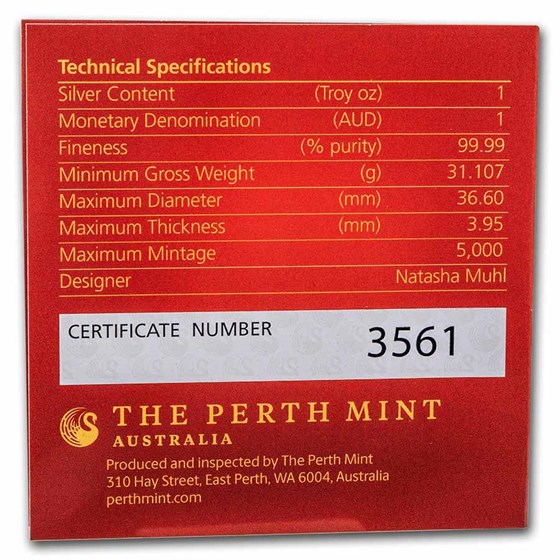 Technical Specifications
Silver Content (Troy oz) 1
Monetary Denomination (AUD) 1
Fineness (% purity) 99.99
Minimum Gross Weight (g) 31.107
Maximum Diameter (mm) 36.60
Maximum Thickness (mm) 3.95
Maximum Mintage 5,000
Designer Natasha Muhl
CERTIFICATE NUMBER 3561
THE PERTH MINT
AUSTRALIA
Produced and inspected by The Perth Mint
310 Hay Street, East Perth, WA 6004, Australia
perthmint.com